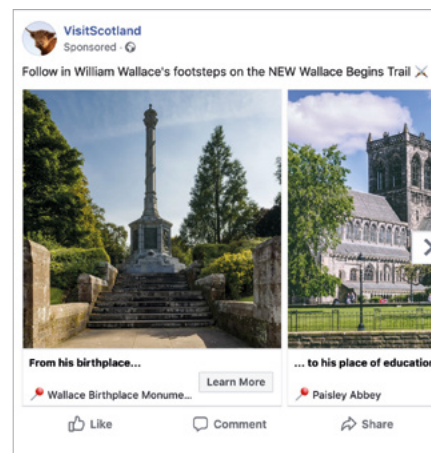 VisitScotland
Sponsored ·
Follow in William Wallace's footsteps on the NEW Wallace Begins Trail ⚔️
From his birthplace...
Learn More
📍 Wallace Birthplace Monume...
... to his place of education
📍 Paisley Abbey
Like
Comment
Share